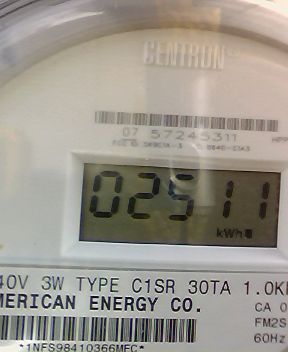 CENTRON®
07 57245311
02511
kWh
40V 3W TYPE C1SR 30TA 1.0K
MERICAN ENERGY CO.
CA 0
FM2S
60Hz
*1NFS98410366MFC*